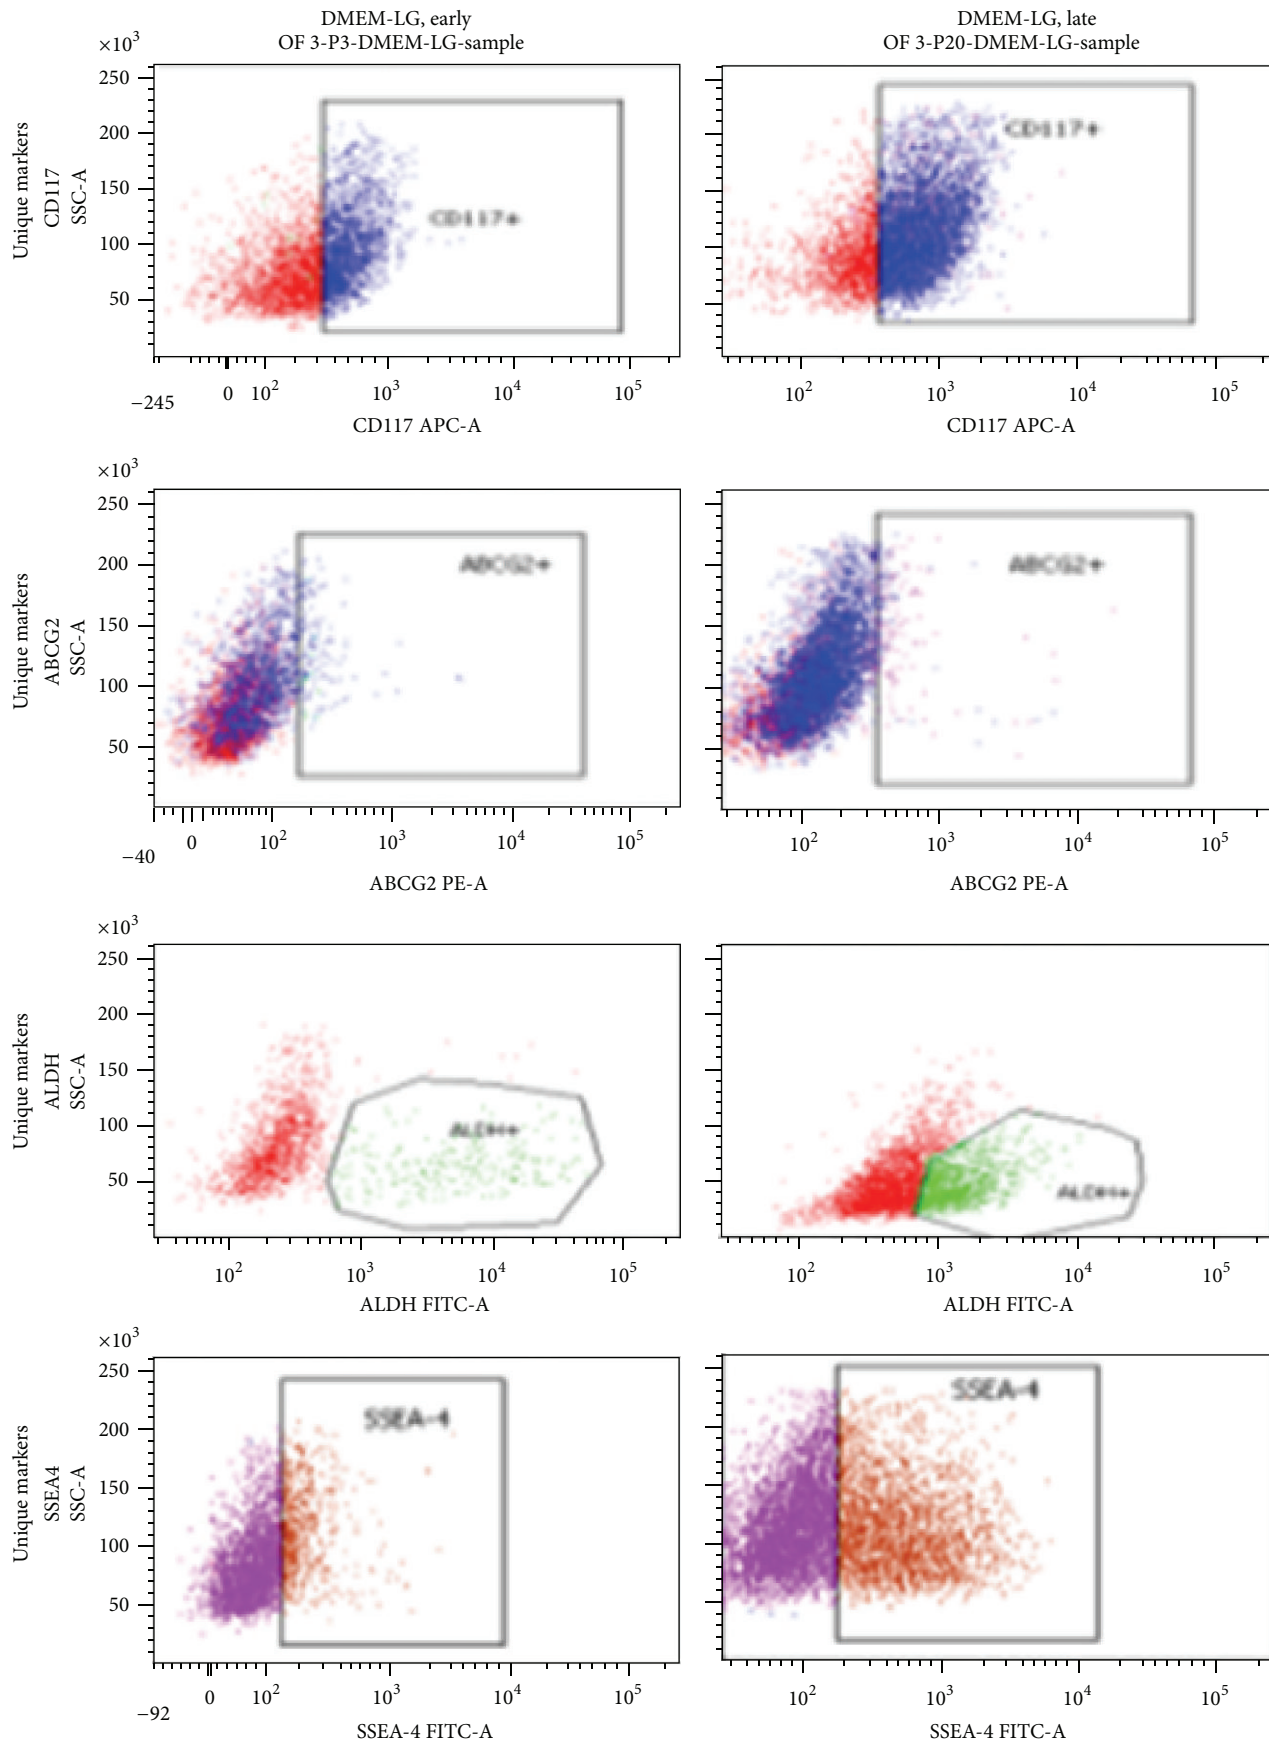 DMEM-LG, early
OF 3-P3-DMEM-LG-sample
DMEM-LG, late
OF 3-P20-DMEM-LG-sample
×10³
250
200
150
100
50
Unique markers
CD117
SSC-A
CD117+
CD117+
−245
0
10²
10³
10⁴
10⁵
CD117 APC-A
10²
10³
10⁴
10⁵
CD117 APC-A
×10³
250
200
150
100
50
Unique markers
ABCG2
SSC-A
ABCG2+
ABCG2+
−40
0
10²
10³
10⁴
10⁵
ABCG2 PE-A
10²
10³
10⁴
10⁵
ABCG2 PE-A
×10³
250
200
150
100
50
Unique markers
ALDH
SSC-A
ALDH+
ALDH+
10²
10³
10⁴
10⁵
ALDH FITC-A
10²
10³
10⁴
10⁵
ALDH FITC-A
×10³
250
200
150
100
50
Unique markers
SSEA4
SSC-A
SSEA-4
SSEA-4
−92
0
10²
10³
10⁴
10⁵
SSEA-4 FITC-A
10²
10³
10⁴
10⁵
SSEA-4 FITC-A